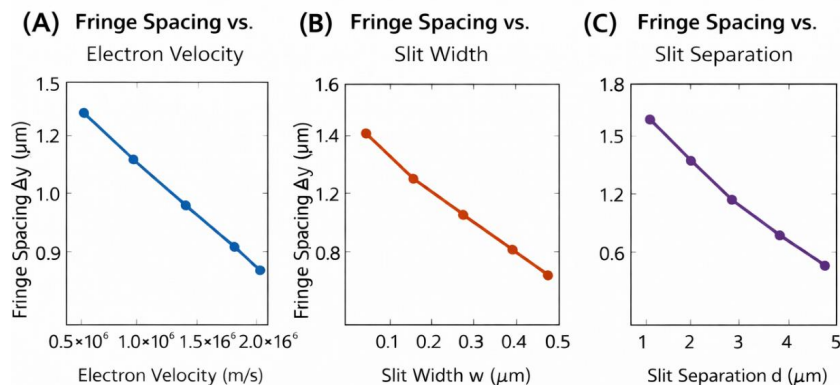 (A) Fringe Spacing vs.
Electron Velocity
Fringe Spacing Δy (μm)
1.5
1.2
1.0
0.9
0.5×10⁶ 1.0×10⁶ 1.5×16⁶ 2.0×16⁶
Electron Velocity (m/s)
(B) Fringe Spacing vs.
Slit Width
Fringe Spacing Δy (μm)
1.6
1.4
1.2
0.8
0.1 0.2 0.3 0.4 0.5
Slit Width w (μm)
(C) Fringe Spacing vs.
Slit Separation
1.8
1.5
1.2
0.6
1 2 3 4 5
Slit Separation d (μm)